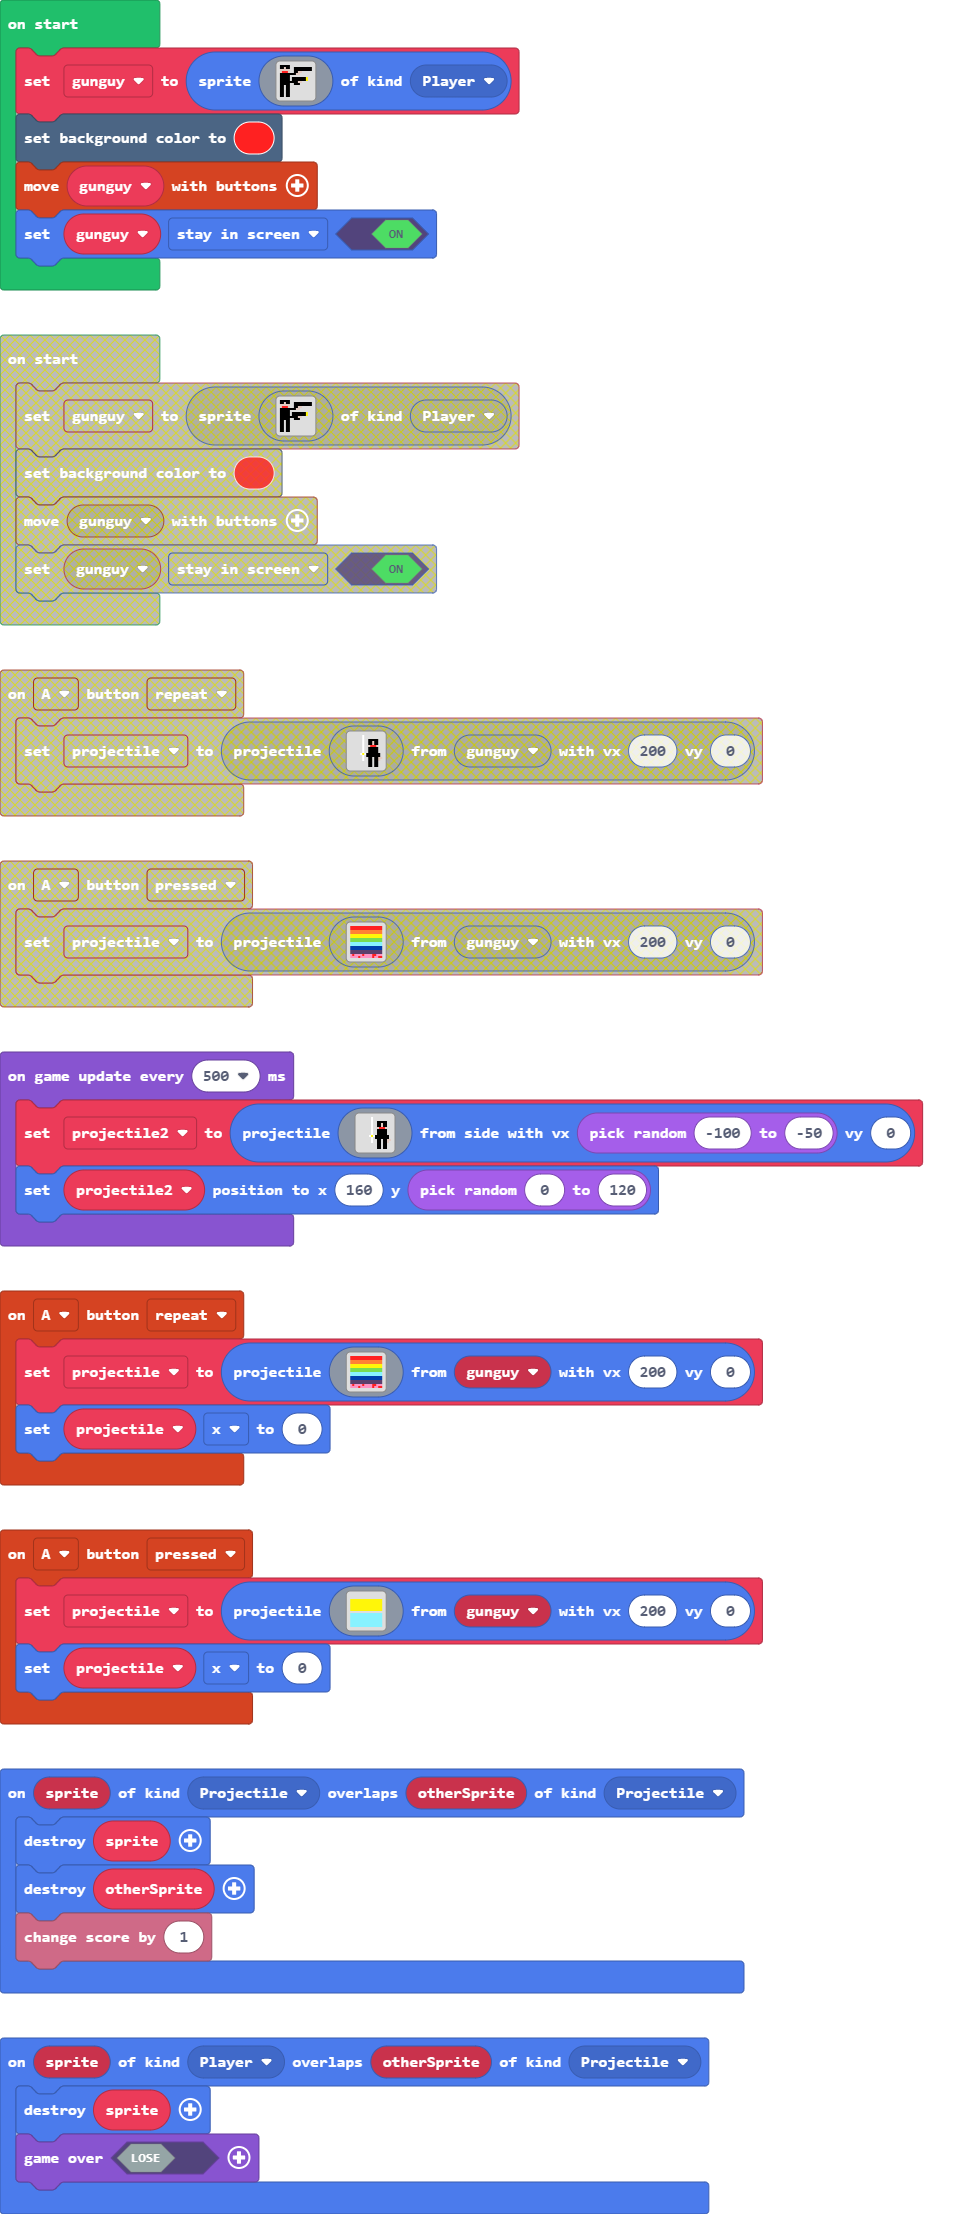 on start
set gunguy to sprite of kind Player
set background color to
move gunguy with buttons
set gunguy stay in screen ON
on start
set gunguy to sprite of kind Player
set background color to
move gunguy with buttons
set gunguy stay in screen ON
on A button repeat
set projectile to projectile from gunguy with vx 200 vy 0
on A button pressed
set projectile to projectile from gunguy with vx 200 vy 0
on game update every 500 ms
set projectile2 to projectile from side with vx pick random -100 to -50 vy 0
set projectile2 position to x 160 y pick random 0 to 120
on A button repeat
set projectile to projectile from gunguy with vx 200 vy 0
set projectile x to 0
on A button pressed
set projectile to projectile from gunguy with vx 200 vy 0
set projectile x to 0
on sprite of kind Projectile overlaps otherSprite of kind Projectile
destroy sprite
destroy otherSprite
change score by 1
on sprite of kind Player overlaps otherSprite of kind Projectile
destroy sprite
game over LOSE